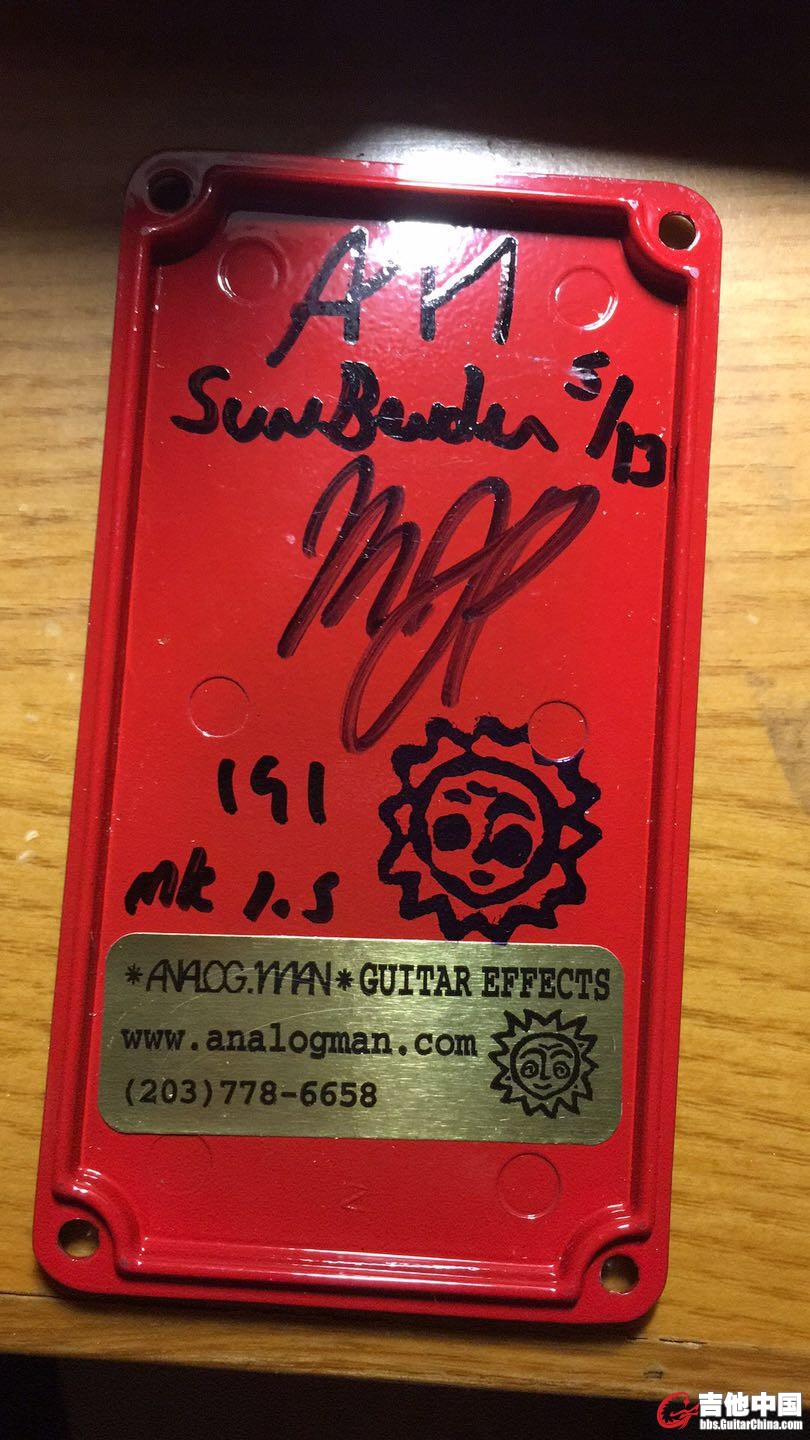 AM
SunBender 5/13
191
MK 1.5
*ANALOG.MAN*GUITAR EFFECTS
www.analogman.com
(203)778-6658
吉他中国
bbs.GuitarChina.com